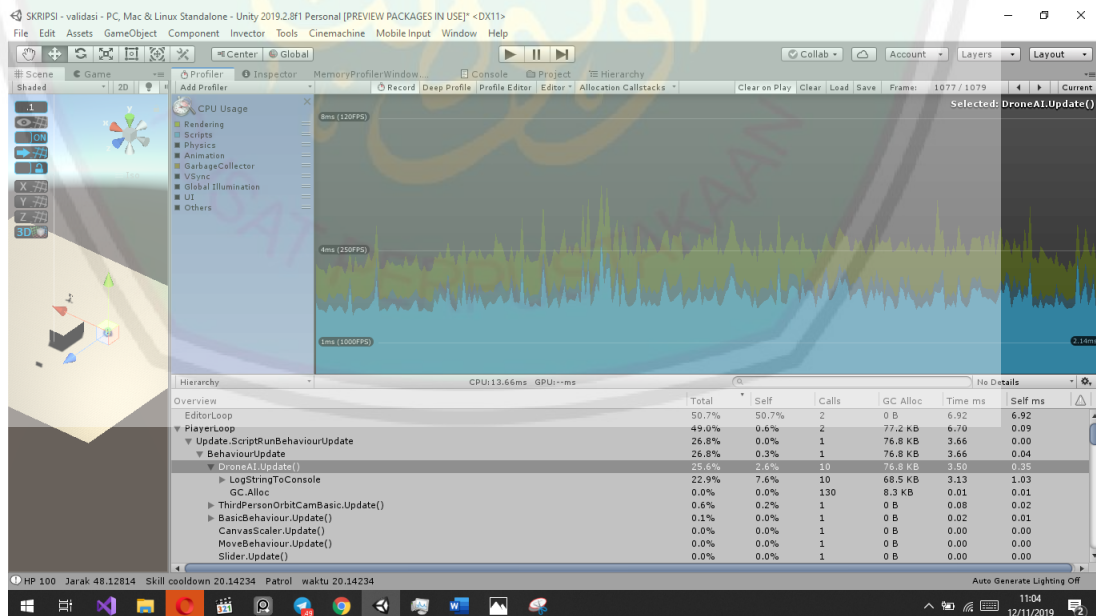 SKRIPSI - validasi - PC, Mac & Linux Standalone - Unity 2019.2.8f1 Personal [PREVIEW PACKAGES IN USE]* <DX11>
File Edit Assets GameObject Component Invector Tools Cinemachine Mobile Input Window Help
Center Global Collab Account Layers Layout
Scene Game Profiler Inspector MemoryProfilerWindow... Console Project Hierarchy
Shaded 2D Add Profiler Record Deep Profile Profile Editor Editor Allocation Callstacks Clear on Play Clear Load Save Frame: 1077 / 1079 Current
Selected: DroneAI.Update()
.1
ON
X
Y
Z
3D
CPU Usage
Rendering
Scripts
Physics
Animation
GarbageCollector
VSync
Global Illumination
UI
Others
8ms (120FPS)
4ms (250FPS)
1ms (1000FPS)
2.14ms
PUSAT PERPUSTAKAAN
Hierarchy CPU:13.66ms GPU:--ms No Details
Overview Total Self Calls GC Alloc Time ms Self ms
EditorLoop 50.7% 50.7% 2 0 B 6.92 6.92
PlayerLoop 49.0% 0.6% 2 77.2 KB 6.70 0.09
Update.ScriptRunBehaviourUpdate 26.8% 0.0% 1 76.8 KB 3.66 0.00
BehaviourUpdate 26.8% 0.3% 1 76.8 KB 3.66 0.04
DroneAI.Update() 25.6% 2.6% 10 76.8 KB 3.50 0.35
LogStringToConsole 22.9% 7.6% 10 68.5 KB 3.13 1.03
GC.Alloc 0.0% 0.0% 130 8.3 KB 0.01 0.01
ThirdPersonOrbitCamBasic.Update() 0.6% 0.2% 1 0 B 0.08 0.02
BasicBehaviour.Update() 0.1% 0.0% 1 0 B 0.02 0.01
CanvasScaler.Update() 0.0% 0.0% 1 0 B 0.00 0.00
MoveBehaviour.Update() 0.0% 0.0% 1 0 B 0.00 0.00
Slider.Update() 0.0% 0.0% 1 0 B 0.00 0.00
HP 100 Jarak 48.12814 Skill cooldown 20.14234 Patrol waktu 20.14234 Auto Generate Lighting Off
49
11:04
12/11/2019